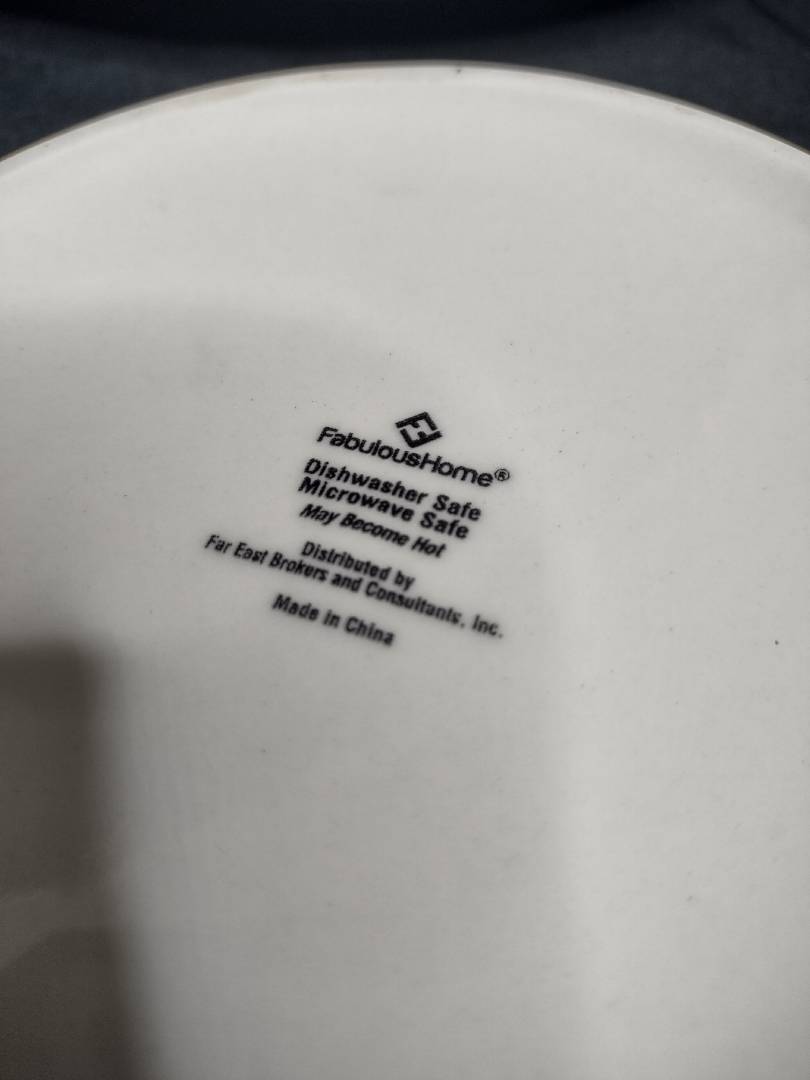 FabulousHome®
Dishwasher Safe
Microwave Safe
May Become Hot
Distributed by
Far East Brokers and Consultants, Inc.
Made in China